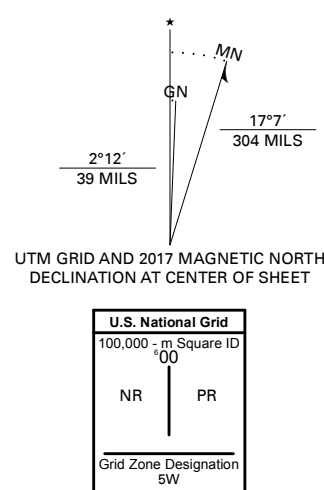 MN
GN
17°7´
304 MILS
2°12´
39 MILS
UTM GRID AND 2017 MAGNETIC NORTH
DECLINATION AT CENTER OF SHEET
U.S. National Grid
100,000 - m Square ID
⁶00
NR PR
Grid Zone Designation
5W